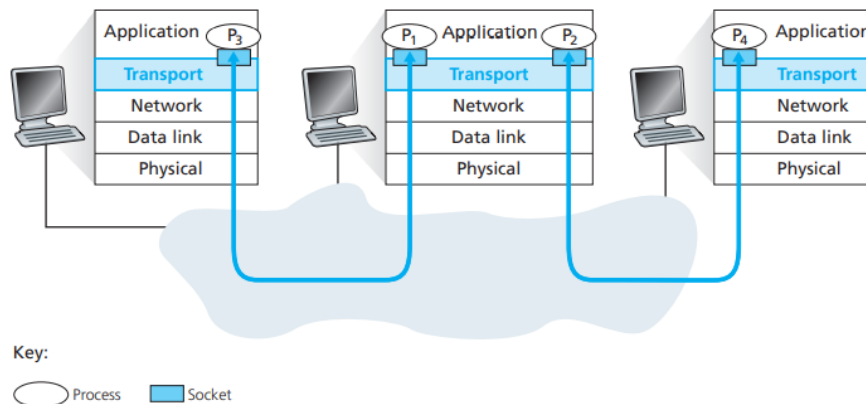 Application P3 P1 Application P2 P4 Application
Transport Transport Transport
Network Network Network
Data link Data link Data link
Physical Physical Physical
Key:
Process Socket